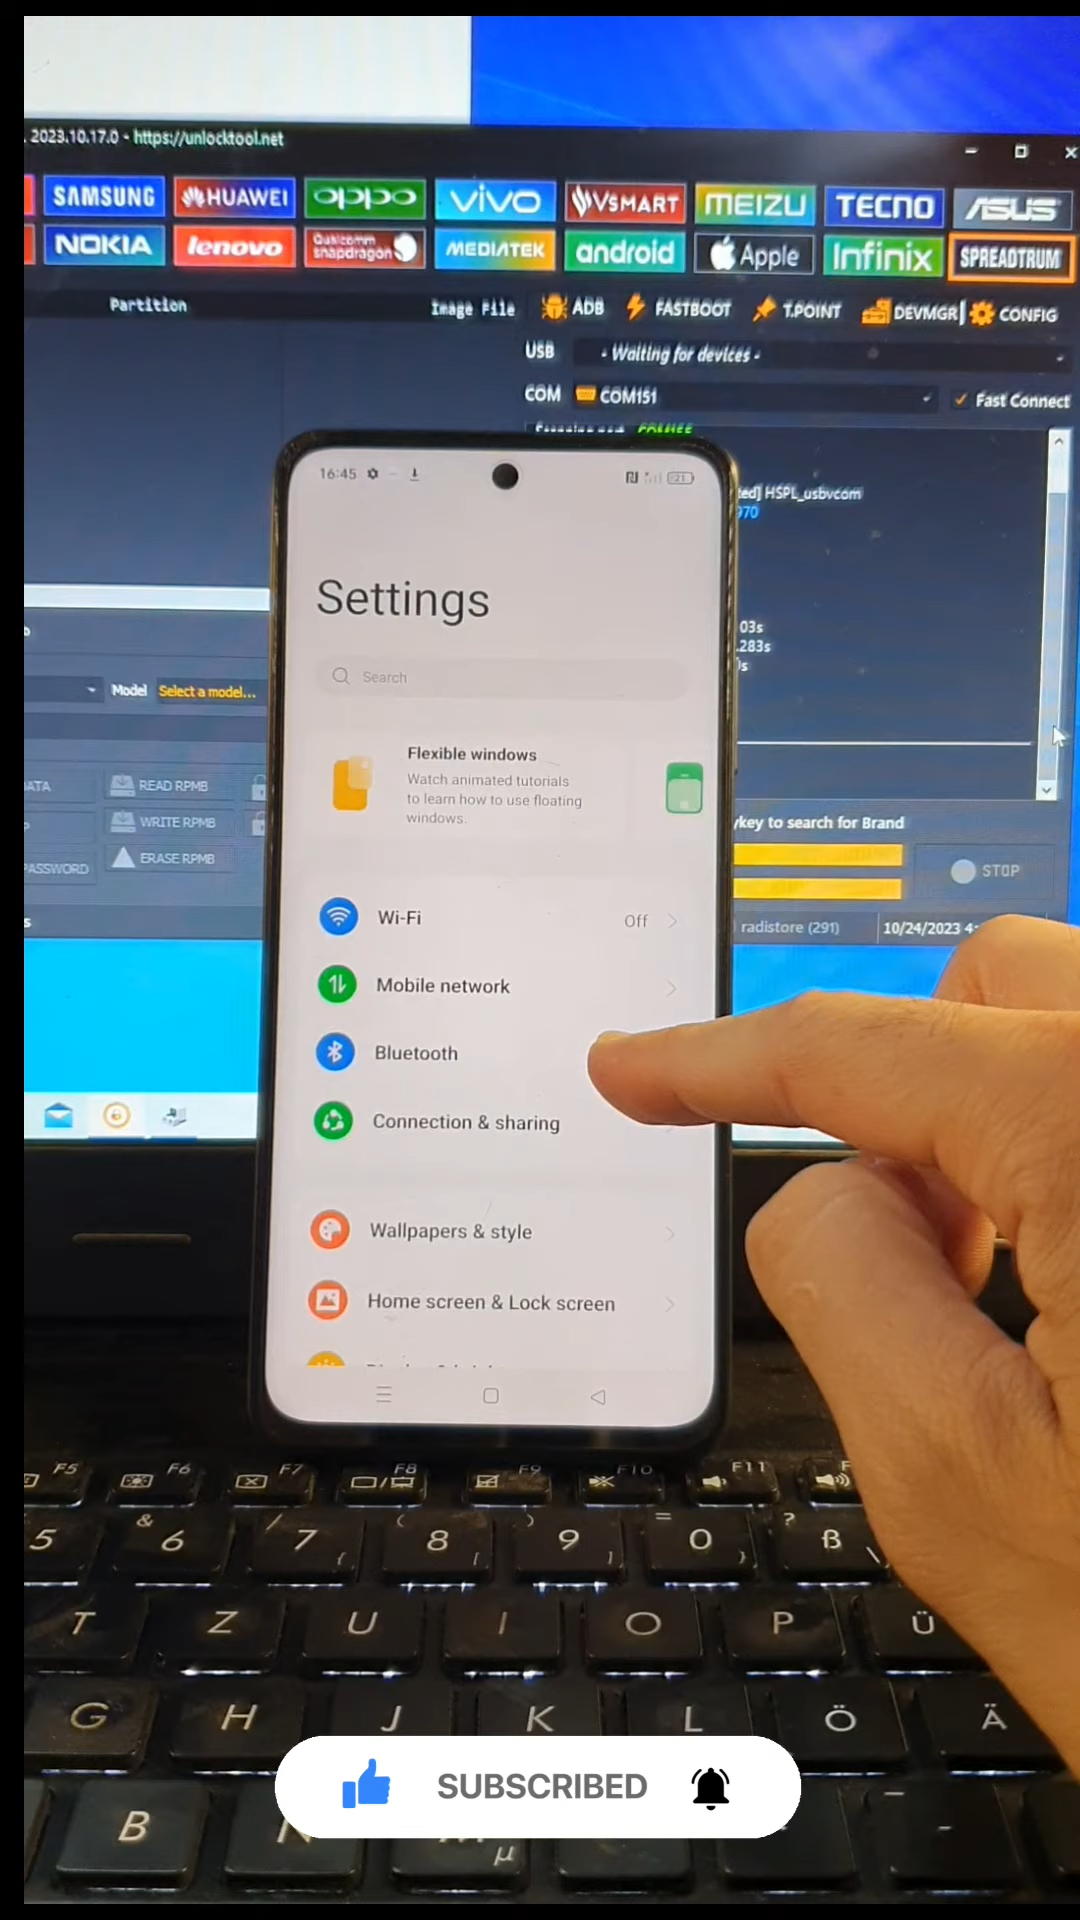 . 2023.10.17.0 - https://unlocktool.net
SAMSUNG HUAWEI oppo vivo VSMART MEIZU TECNO ASUS
NOKIA lenovo Qualcomm snapdragon MEDIATEK android Apple Infinix SPREADTRUM
Partition Image File ADB FASTBOOT T.POINT DEVMGR CONFIG
USB - Waiting for devices -
COM COM151 Fast Connect
ted] HSPL_usbvcom
970
03s
.283s
s
Model Select a model...
ATA READ RPMB
WRITE RPMB
ASSWORD ERASE RPMB
ykey to search for Brand
STOP
s
radistore (291) 10/24/2023 4:
16:45
21
Settings
Search
Flexible windows
Watch animated tutorials
to learn how to use floating
windows.
Wi-Fi Off
Mobile network
Bluetooth
Connection & sharing
Wallpapers & style
Home screen & Lock screen
F5 F6 F7 F8 F9 F10 F11 F
5 & 6 / 7 { ( 8 [ ) 9 ] = 0 } ? ß \
T Z U I O P Ü
G H J K L Ö Ä
SUBSCRIBED
B N µ